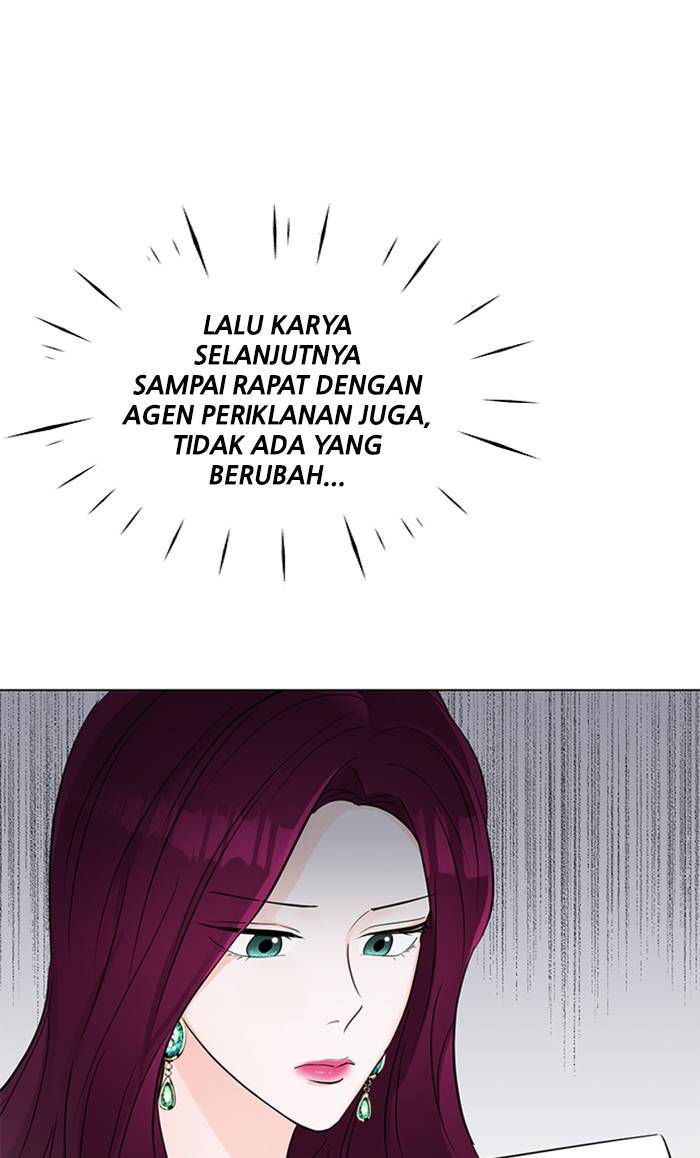 LALU KARYA
SELANJUTNYA
SAMPAI RAPAT DENGAN
AGEN PERIKLANAN JUGA,
TIDAK ADA YANG
BERUBAH...